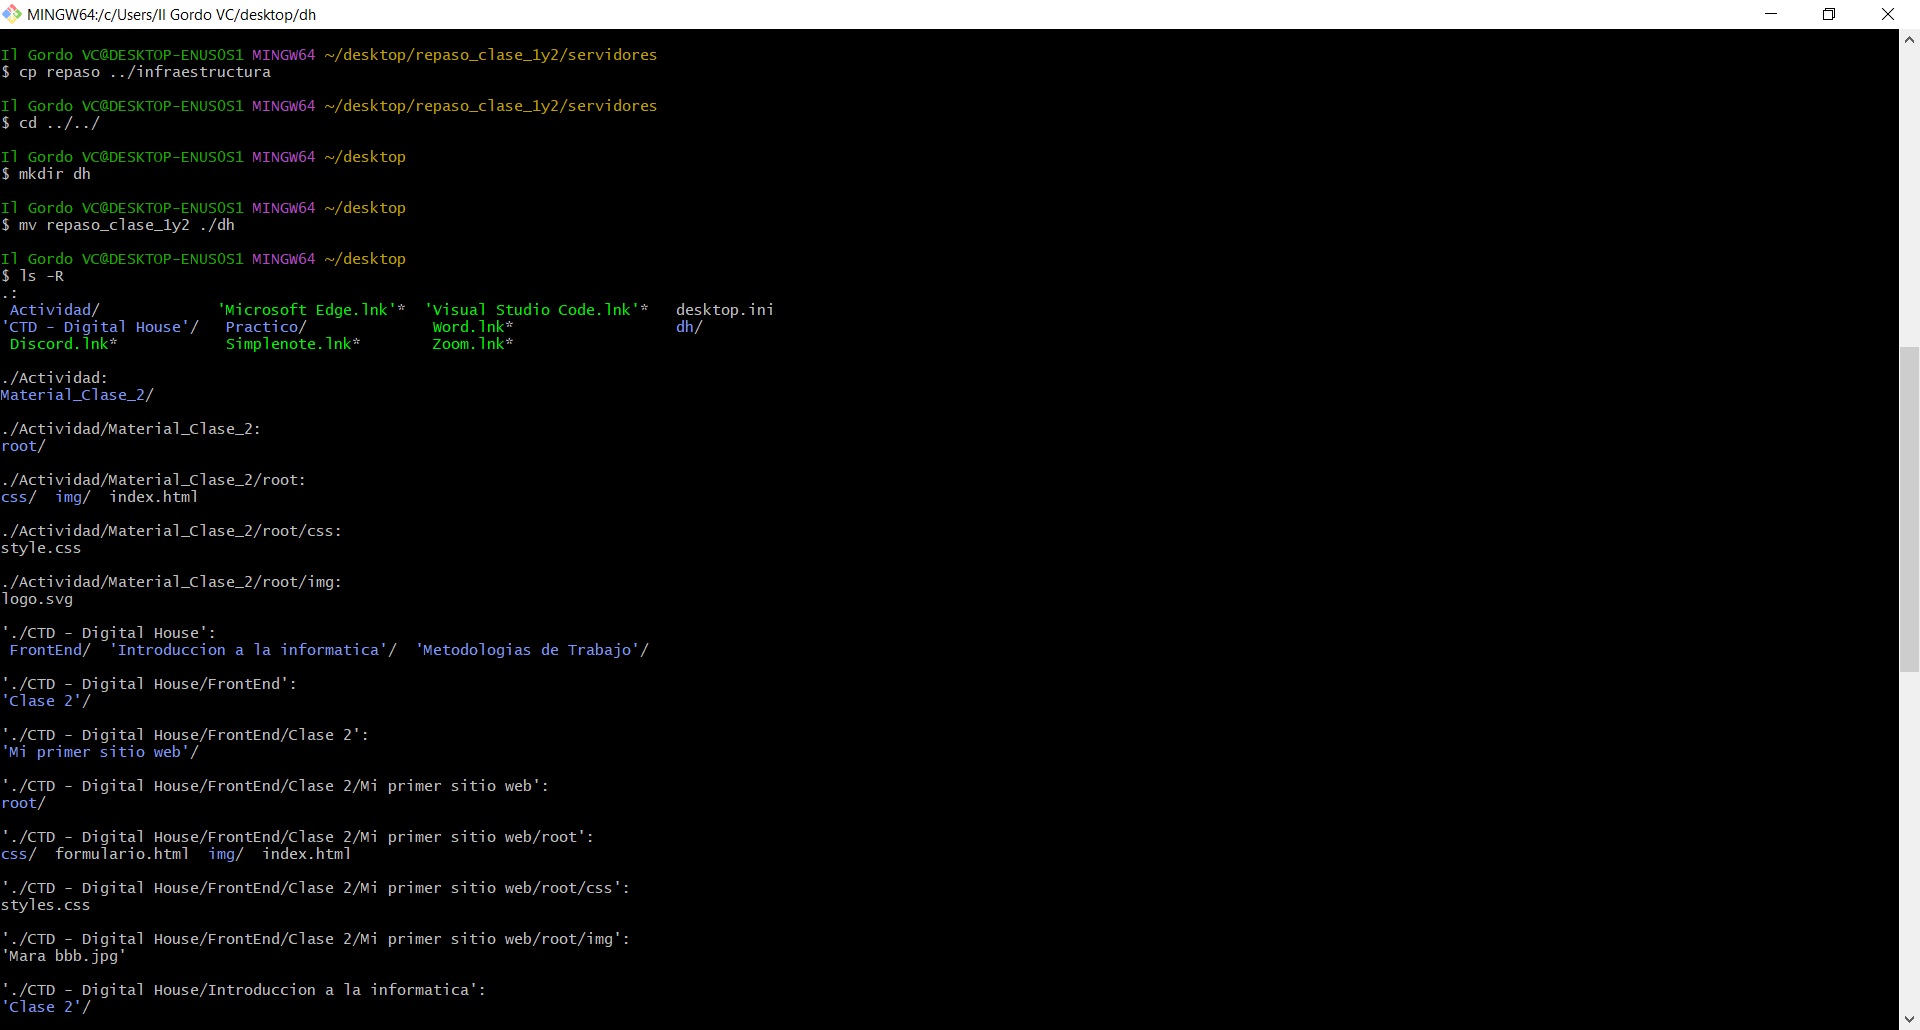 MINGW64:/c/Users/Il Gordo VC/desktop/dh
Il Gordo VC@DESKTOP-ENUSOS1 MINGW64 ~/desktop/repaso_clase_1y2/servidores
$ cp repaso ../infraestructura
Il Gordo VC@DESKTOP-ENUSOS1 MINGW64 ~/desktop/repaso_clase_1y2/servidores
$ cd ../../
Il Gordo VC@DESKTOP-ENUSOS1 MINGW64 ~/desktop
$ mkdir dh
Il Gordo VC@DESKTOP-ENUSOS1 MINGW64 ~/desktop
$ mv repaso_clase_1y2 ./dh
Il Gordo VC@DESKTOP-ENUSOS1 MINGW64 ~/desktop
$ ls -R
.:
 Actividad/             'Microsoft Edge.lnk'*  'Visual Studio Code.lnk'*   desktop.ini
'CTD - Digital House'/   Practico/              Word.lnk*                  dh/
 Discord.lnk*            Simplenote.lnk*        Zoom.lnk*
./Actividad:
Material_Clase_2/
./Actividad/Material_Clase_2:
root/
./Actividad/Material_Clase_2/root:
css/  img/  index.html
./Actividad/Material_Clase_2/root/css:
style.css
./Actividad/Material_Clase_2/root/img:
logo.svg
'./CTD - Digital House':
 FrontEnd/  'Introduccion a la informatica'/  'Metodologias de Trabajo'/
'./CTD - Digital House/FrontEnd':
'Clase 2'/
'./CTD - Digital House/FrontEnd/Clase 2':
'Mi primer sitio web'/
'./CTD - Digital House/FrontEnd/Clase 2/Mi primer sitio web':
root/
'./CTD - Digital House/FrontEnd/Clase 2/Mi primer sitio web/root':
css/  formulario.html  img/  index.html
'./CTD - Digital House/FrontEnd/Clase 2/Mi primer sitio web/root/css':
styles.css
'./CTD - Digital House/FrontEnd/Clase 2/Mi primer sitio web/root/img':
'Mara bbb.jpg'
'./CTD - Digital House/Introduccion a la informatica':
'Clase 2'/